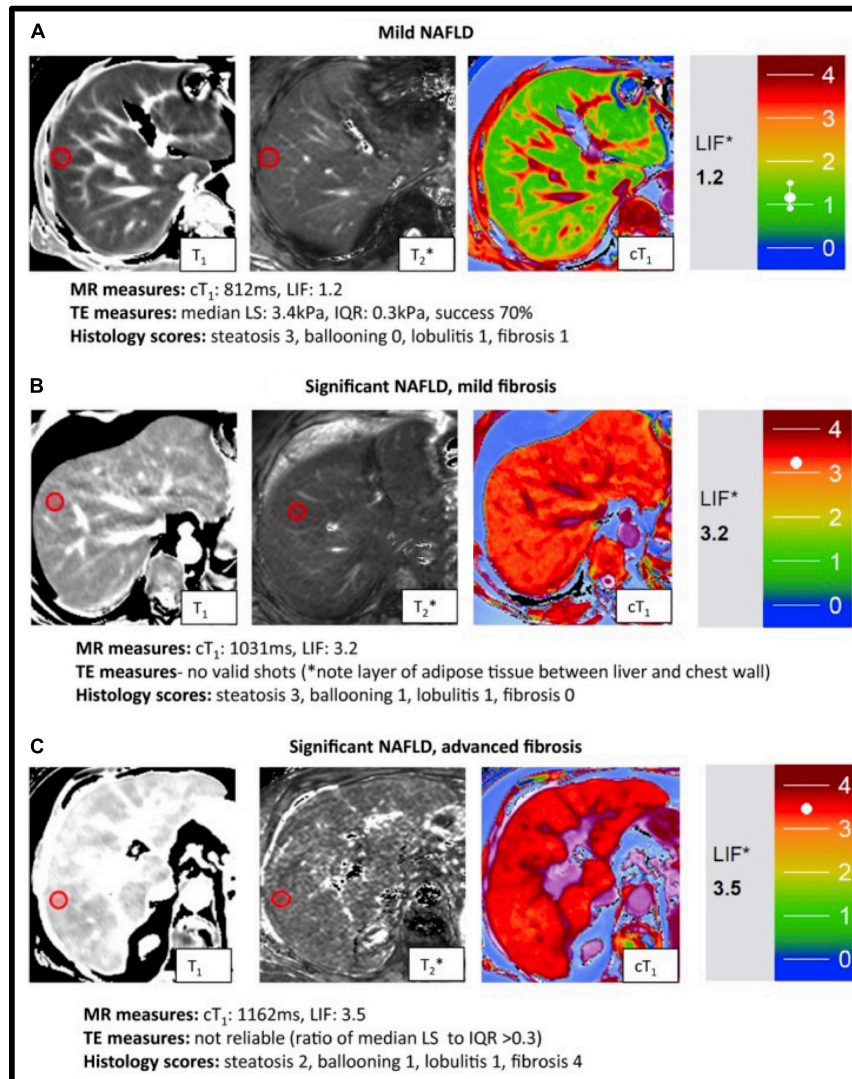 A
Mild NAFLD
T₁
T₂*
cT₁
LIF*
1.2
4
3
2
1
0
MR measures: cT₁: 812ms, LIF: 1.2
TE measures: median LS: 3.4kPa, IQR: 0.3kPa, success 70%
Histology scores: steatosis 3, ballooning 0, lobulitis 1, fibrosis 1
B
Significant NAFLD, mild fibrosis
T₁
T₂*
cT₁
LIF*
3.2
4
3
2
1
0
MR measures: cT₁: 1031ms, LIF: 3.2
TE measures- no valid shots (*note layer of adipose tissue between liver and chest wall)
Histology scores: steatosis 3, ballooning 1, lobulitis 1, fibrosis 0
C
Significant NAFLD, advanced fibrosis
T₁
T₂*
cT₁
LIF*
3.5
4
3
2
1
0
MR measures: cT₁: 1162ms, LIF: 3.5
TE measures: not reliable (ratio of median LS to IQR >0.3)
Histology scores: steatosis 2, ballooning 1, lobulitis 1, fibrosis 4